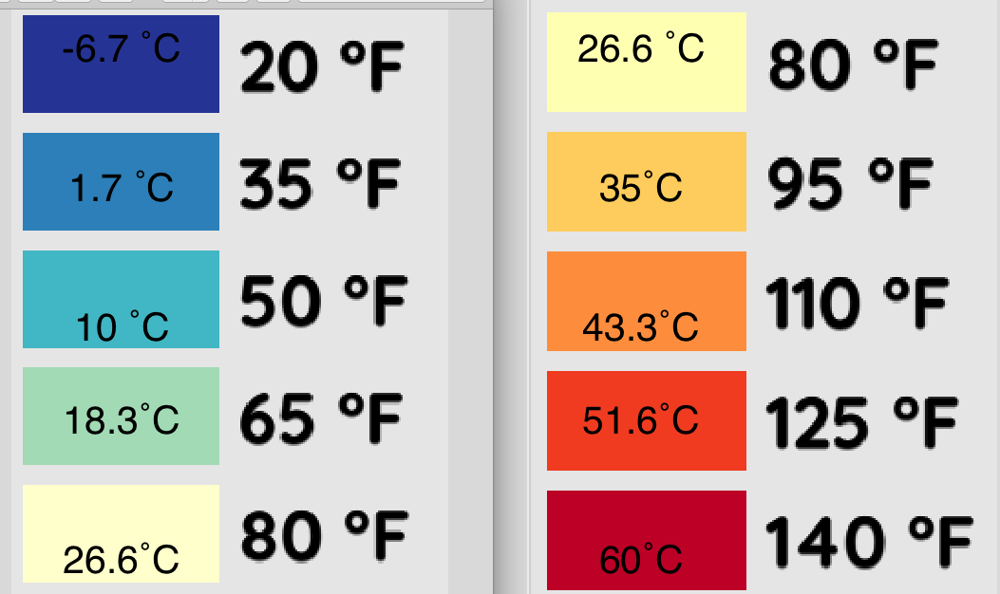 -6.7 ˚C 20 °F
1.7 ˚C 35 °F
10 ˚C 50 °F
18.3˚C 65 °F
26.6˚C 80 °F
26.6 ˚C 80 °F
35˚C 95 °F
43.3˚C 110 °F
51.6˚C 125 °F
60˚C 140 °F